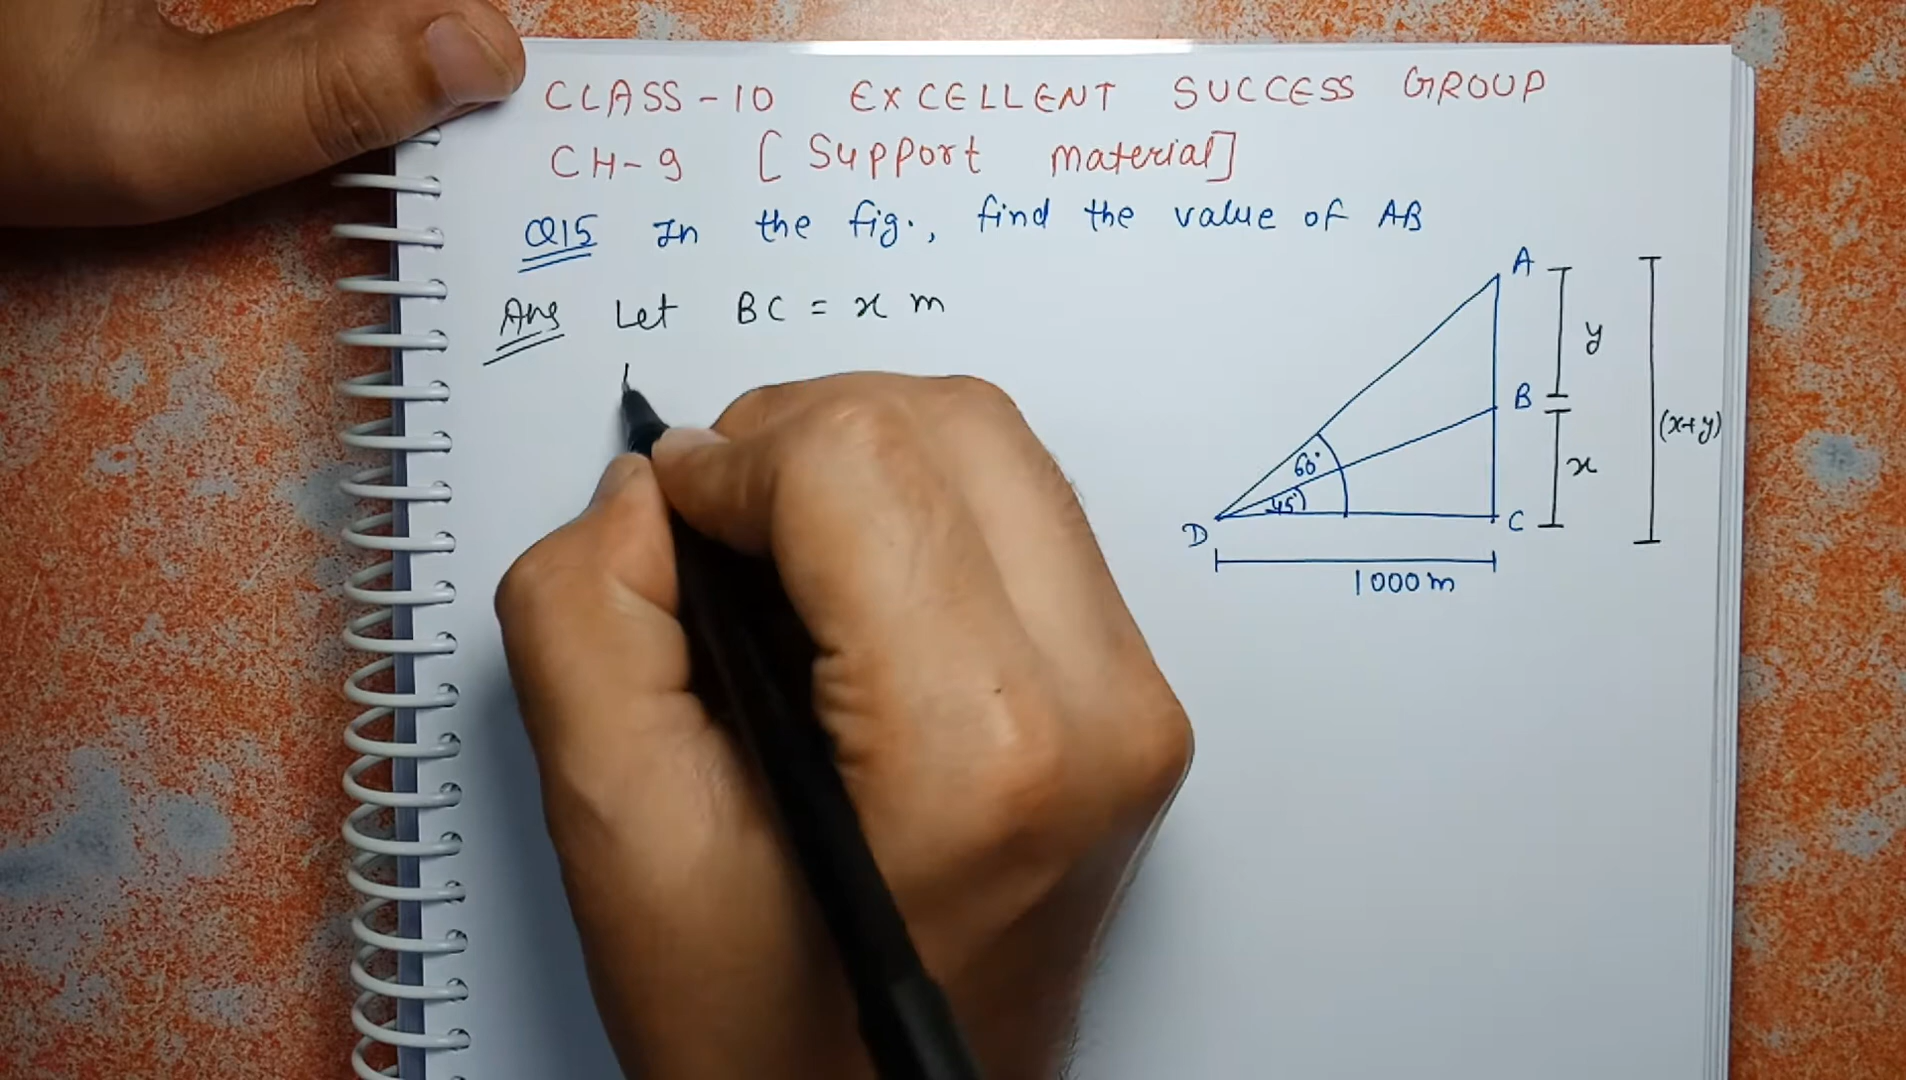 CLASS-10 EXCELLENT SUCCESS GROUP
CH-9 [Support material]
Q15 In the fig., find the value of AB
Ans Let BC = x m
A
y
B
(x+y)
60°
x
45°
D
C
1000m